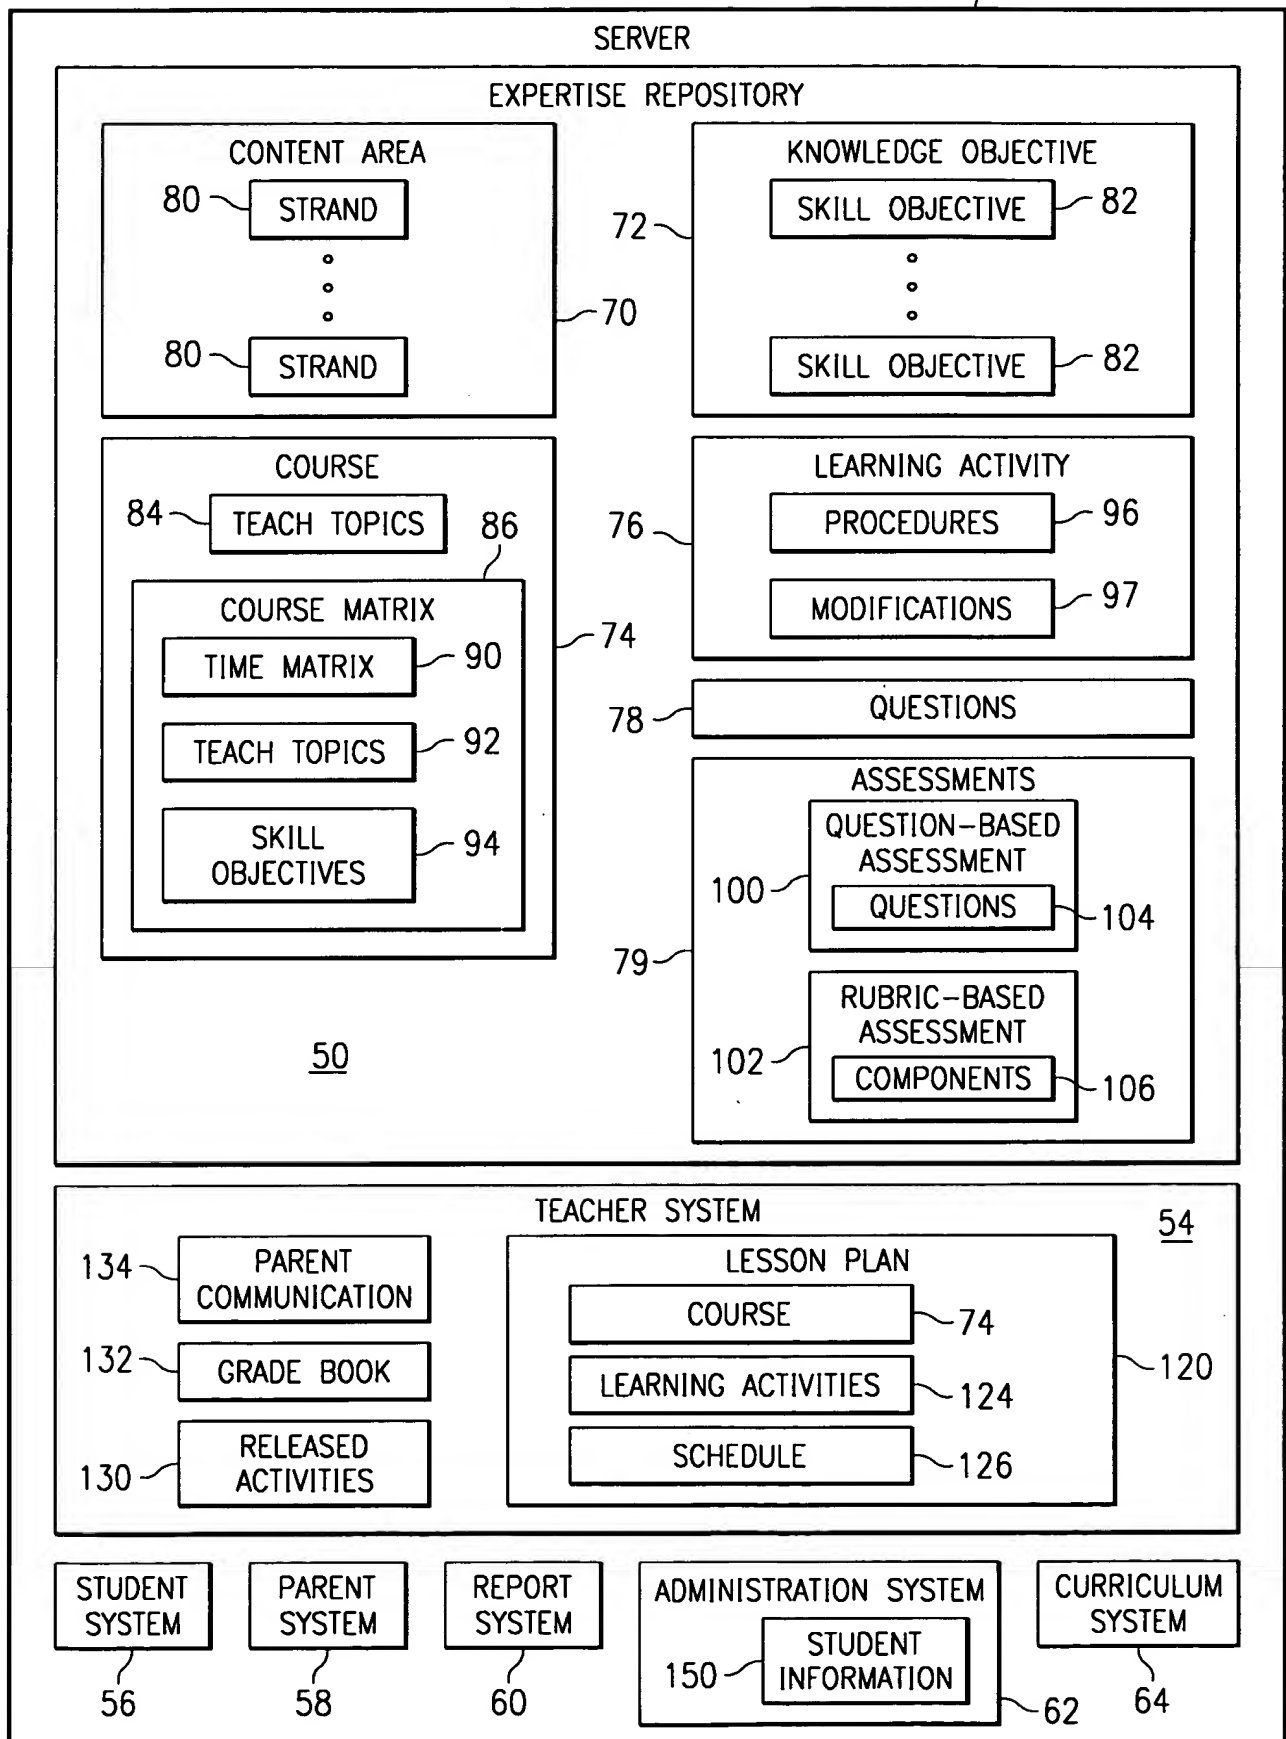 SERVER
EXPERTISE REPOSITORY
CONTENT AREA
80
STRAND
80
STRAND
70
KNOWLEDGE OBJECTIVE
72
SKILL OBJECTIVE
82
SKILL OBJECTIVE
82
COURSE
84
TEACH TOPICS
86
COURSE MATRIX
TIME MATRIX
90
74
TEACH TOPICS
92
SKILL
OBJECTIVES
94
LEARNING ACTIVITY
76
PROCEDURES
96
MODIFICATIONS
97
78
QUESTIONS
ASSESSMENTS
QUESTION-BASED
ASSESSMENT
100
QUESTIONS
104
79
RUBRIC-BASED
ASSESSMENT
102
COMPONENTS
106
50
TEACHER SYSTEM
54
134
PARENT
COMMUNICATION
132
GRADE BOOK
130
RELEASED
ACTIVITIES
LESSON PLAN
COURSE
74
LEARNING ACTIVITIES
124
SCHEDULE
126
120
STUDENT
SYSTEM
56
PARENT
SYSTEM
58
REPORT
SYSTEM
60
ADMINISTRATION SYSTEM
150
STUDENT
INFORMATION
62
CURRICULUM
SYSTEM
64